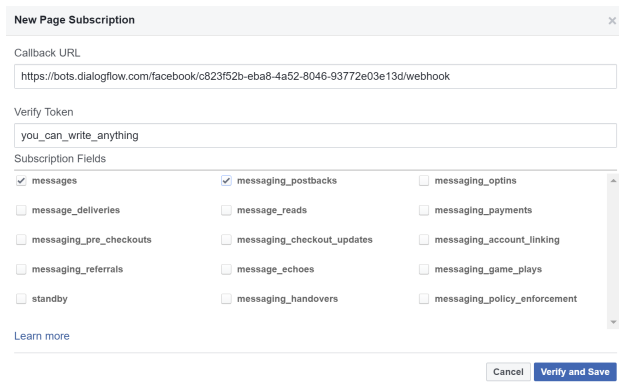 New Page Subscription
Callback URL
https://bots.dialogflow.com/facebook/c823f52b-eba8-4a52-8046-93772e03e13d/webhook
Verify Token
you_can_write_anything
Subscription Fields
messages messaging_postbacks messaging_optins
message_deliveries message_reads messaging_payments
messaging_pre_checkouts messaging_checkout_updates messaging_account_linking
messaging_referrals message_echoes messaging_game_plays
standby messaging_handovers messaging_policy_enforcement
Learn more
Cancel Verify and Save